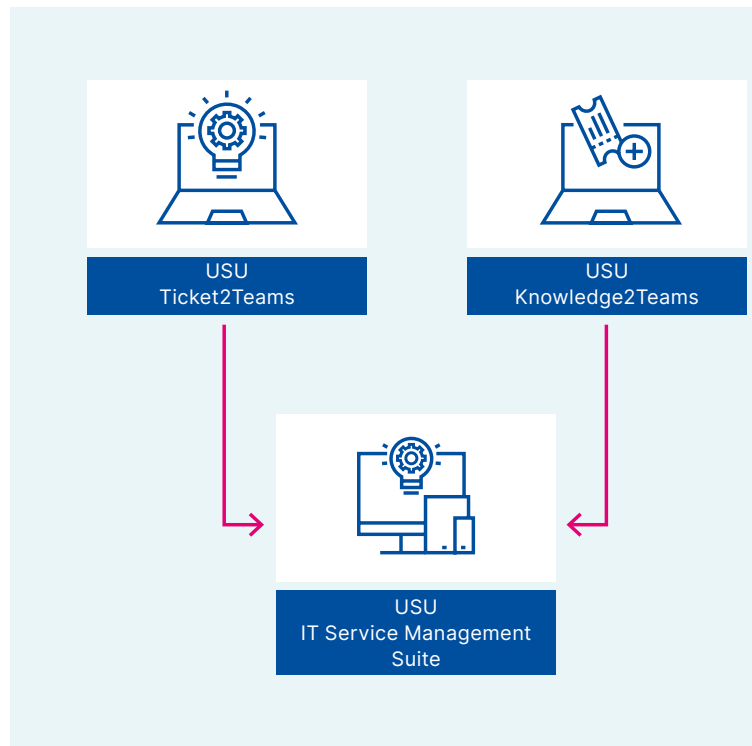 USU
Ticket2Teams
USU
Knowledge2Teams
USU
IT Service Management
Suite